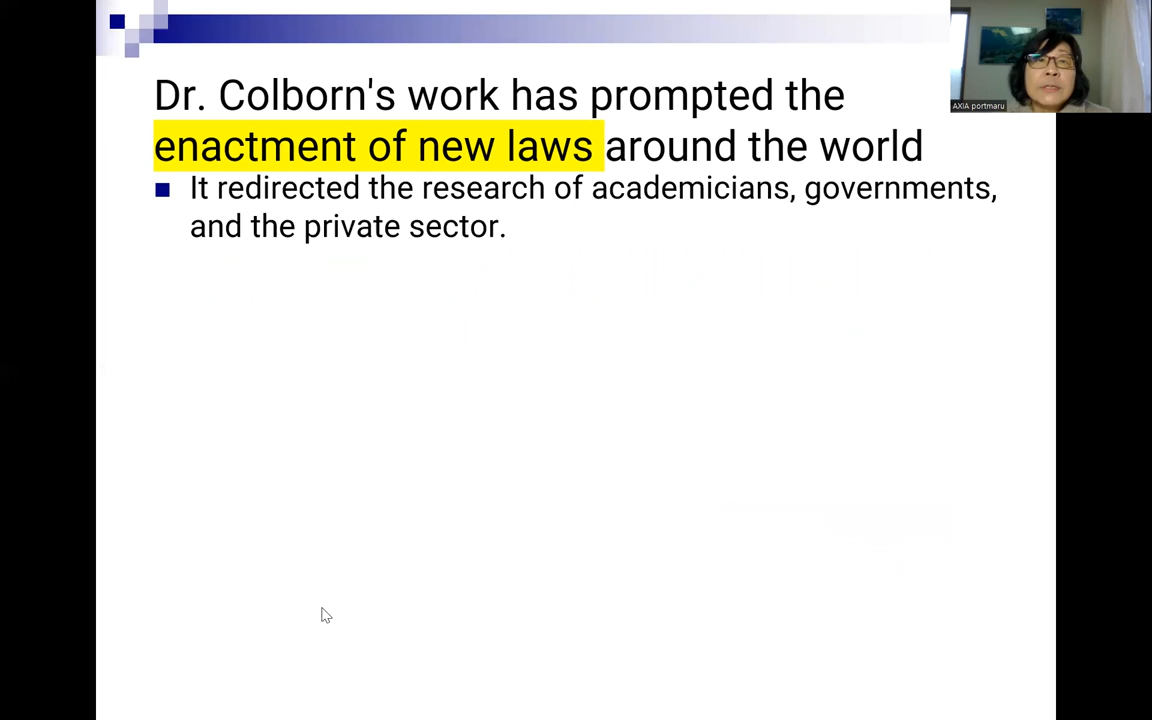 Dr. Colborn's work has prompted the
enactment of new laws around the world
It redirected the research of academicians, governments,
and the private sector.
AXIA portmaru